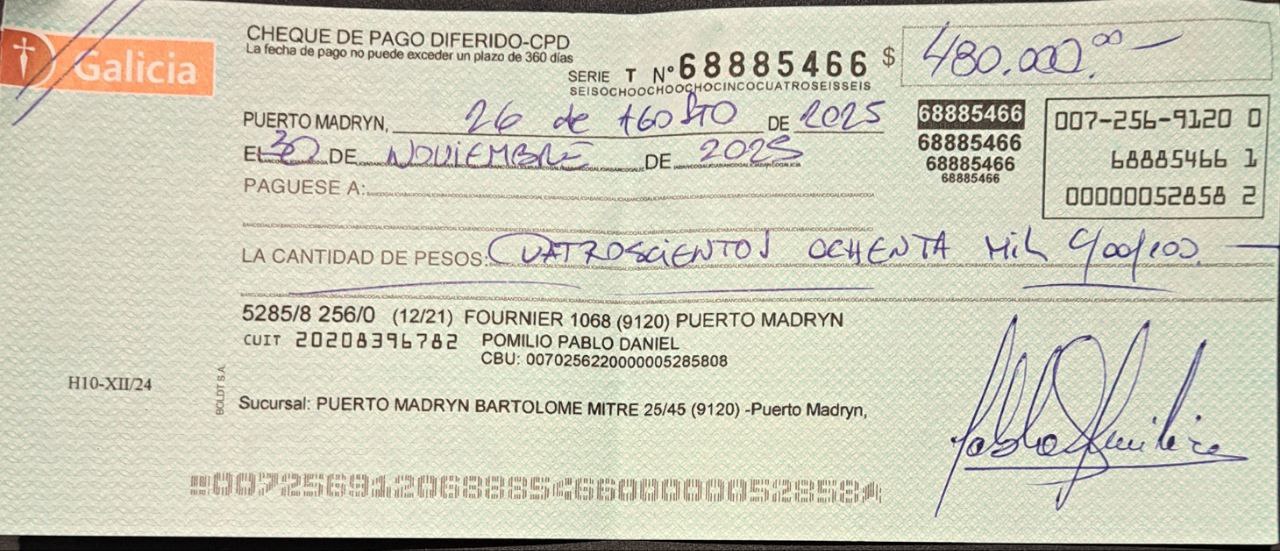 Galicia
CHEQUE DE PAGO DIFERIDO-CPD
La fecha de pago no puede exceder un plazo de 360 días
SERIE T Nº 68885466 $ 480.000,00
SEISOCHOOCHOOCHOCINCOCUATROSEISSEIS
PUERTO MADRYN, 26 de AGOSTO DE 2025
EL 30 DE NOVIEMBRE DE 2025
68885466
68885466
68885466
68885466
007-256-9120 0
68885466 1
00000052858 2
PAGUESE A:
LA CANTIDAD DE PESOS: CUATROSCIENTOS OCHENTA MIL C/00/100
5285/8 256/0 (12/21) FOURNIER 1068 (9120) PUERTO MADRYN
CUIT 20208396782 POMILIO PABLO DANIEL
CBU: 0070256220000005285808
H10-XII/24
BOLDT S.A.
Sucursal: PUERTO MADRYN BARTOLOME MITRE 25/45 (9120) -Puerto Madryn,
00725691206888546600000052858